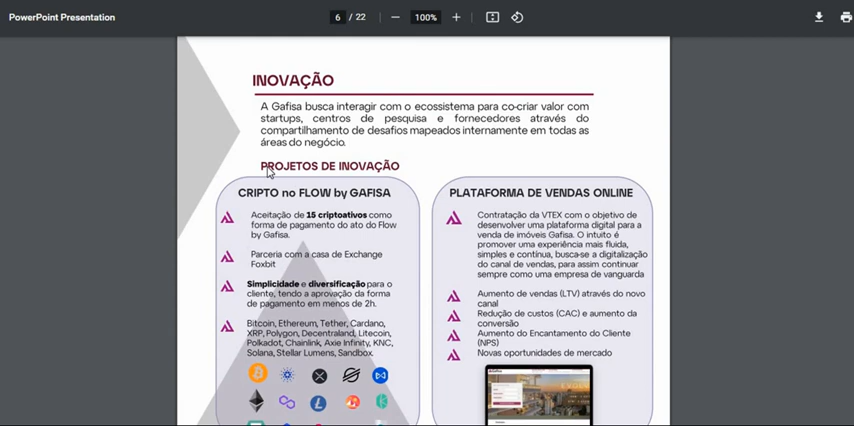 PowerPoint Presentation
6 / 22
100%
INOVAÇÃO
A Gafisa busca interagir com o ecossistema para co-criar valor com
startups, centros de pesquisa e fornecedores através do
compartilhamento de desafios mapeados internamente em todas as
áreas do negócio.
PROJETOS DE INOVAÇÃO
CRIPTO no FLOW by GAFISA
Aceitação de 15 criptoativos como
forma de pagamento do ato do Flow
by Gafisa.
Parceria com a casa de Exchange
Foxbit
Simplicidade e diversificação para o
cliente, tendo a aprovação da forma
de pagamento em menos de 2h.
Bitcoin, Ethereum, Tether, Cardano,
XRP, Polygon, Decentraland, Litecoin,
Polkadot, Chainlink, Axie Infinity, KNC,
Solana, Stellar Lumens, Sandbox.
PLATAFORMA DE VENDAS ONLINE
Contratação da VTEX com o objetivo de
desenvolver uma plataforma digital para a
venda de imóveis Gafisa. O intuito é
promover uma experiência mais fluida,
simples e contínua, busca-se a digitalização
do canal de vendas, para assim continuar
sempre como uma empresa de vanguarda
Aumento de vendas (LTV) através do novo
canal
Redução de custos (CAC) e aumento da
conversão
Aumento do Encantamento do Cliente
(NPS)
Novas oportunidades de mercado